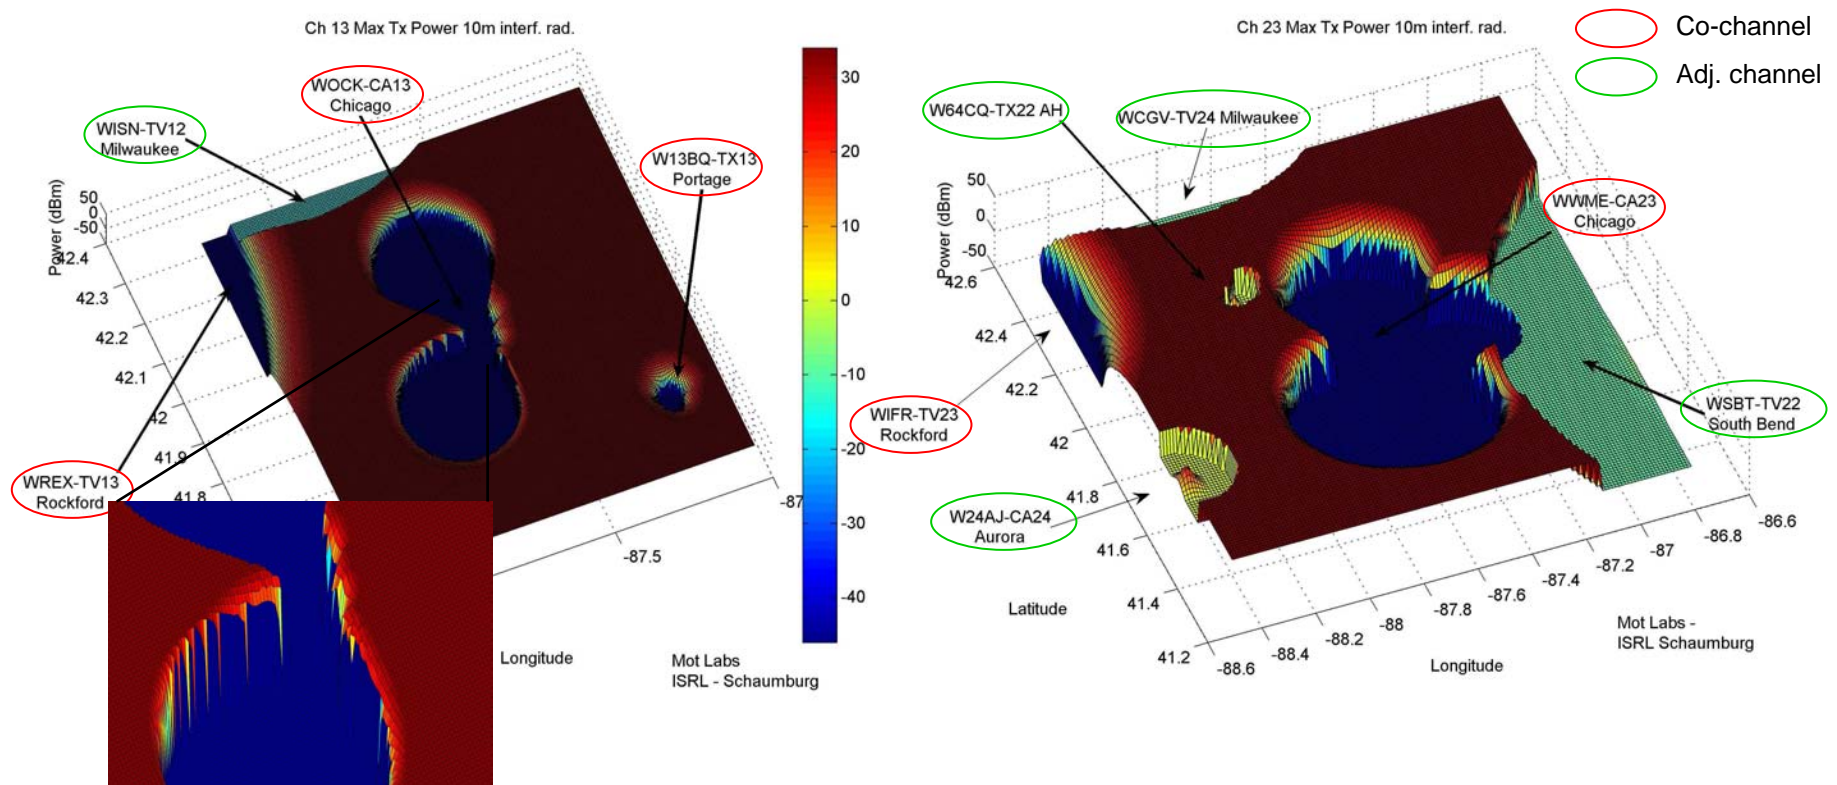 Ch 13 Max Tx Power 10m interf. rad.
WOCK-CA13
Chicago
WISN-TV12
Milwaukee
W13BQ-TX13
Portage
WREX-TV13
Rockford
Power (dBm)
50
0
-50
42.4
42.3
42.2
42.1
42
41.9
41.8
-87.5
-87
Longitude
Mot Labs
ISRL - Schaumburg
30
20
10
0
-10
-20
-30
-40
Ch 23 Max Tx Power 10m interf. rad.
Co-channel
Adj. channel
W64CQ-TX22 AH
WCGV-TV24 Milwaukee
WWME-CA23
Chicago
WIFR-TV23
Rockford
WSBT-TV22
South Bend
W24AJ-CA24
Aurora
Power (dBm)
50
0
-50
42.6
42.4
42.2
42
41.8
41.6
41.4
41.2
Latitude
-88.6
-88.4
-88.2
-88
-87.8
-87.6
-87.4
-87.2
-87
-86.8
-86.6
Longitude
Mot Labs -
ISRL Schaumburg